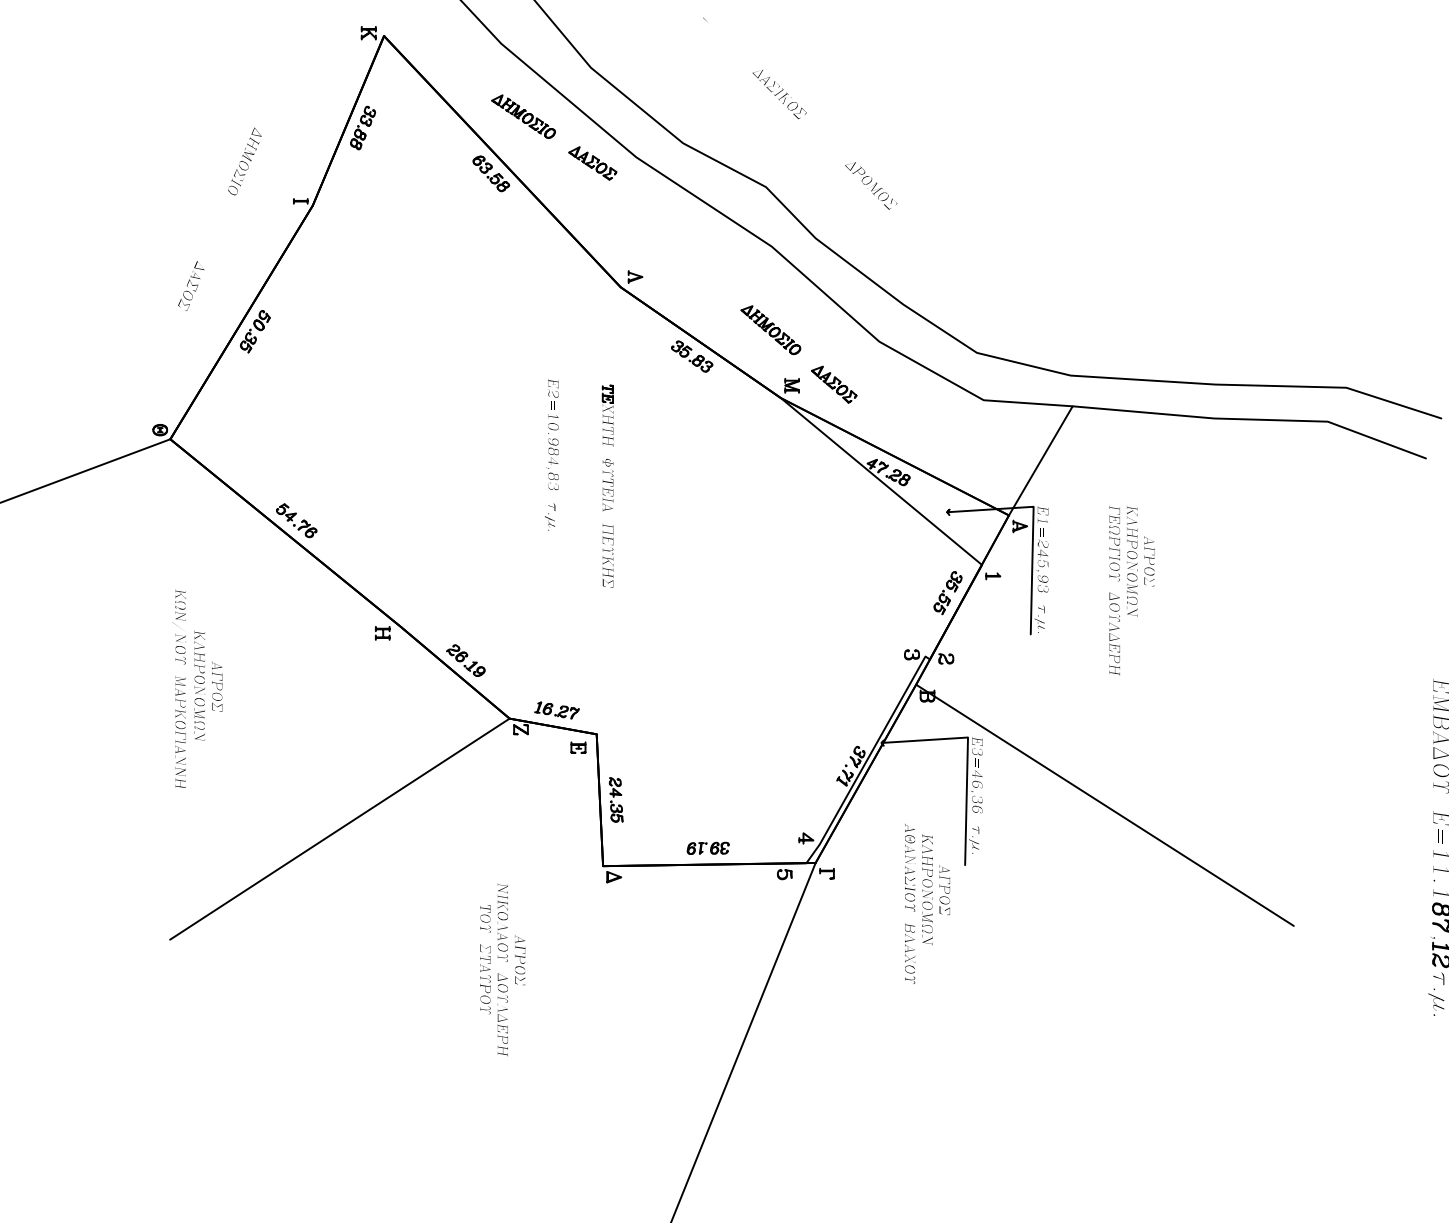 ΕΜΒΑΔΟΥ Ε=11.187,12τ.μ.
ΑΓΡΟΣ
ΚΛΗΡΟΝΟΜΩΝ
ΓΕΩΡΓΙΟΥ ΔΟΥΛΔΕΡΗ
Ε1=245,93 τ.μ.
ΔΑΣΙΚΟΣ
ΔΡΟΜΟΣ
ΔΗΜΟΣΙΟ ΔΑΣΟΣ
ΔΗΜΟΣΙΟ ΔΑΣΟΣ
Ε3=46,36 τ.μ.
ΑΓΡΟΣ
ΚΛΗΡΟΝΟΜΩΝ
ΑΘΑΝΑΣΙΟΥ ΒΛΑΧΟΥ
ΤΕΧΝΗΤΗ ΦΥΤΕΙΑ ΠΕΥΚΗΣ
Ε2=10.984,83 τ.μ.
ΑΓΡΟΣ
ΝΙΚΟΛΑΟΥ ΔΟΥΛΔΕΡΗ
ΤΟΥ ΣΤΑΥΡΟΥ
ΔΗΜΟΣΙΟ ΔΑΣΟΣ
ΑΓΡΟΣ
ΚΛΗΡΟΝΟΜΩΝ
ΚΩΝ/ΝΟΥ ΜΑΡΚΟΓΙΑΝΝΗ
Κ
33.88
Ι
50.35
Θ
54.76
Η
26.19
Ζ
16.27
Ε
24.35
Δ
39.19
5
Γ
4
37.71
Β
3
2
35.55
1
Α
47.28
Μ
35.83
Λ
63.58